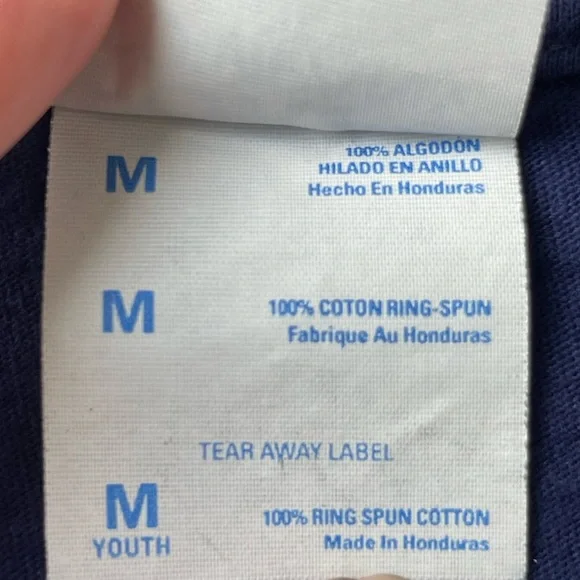 M
100% ALGODÓN
HILADO EN ANILLO
Hecho En Honduras
M
100% COTON RING-SPUN
Fabrique Au Honduras
TEAR AWAY LABEL
M
YOUTH
100% RING SPUN COTTON
Made In Honduras